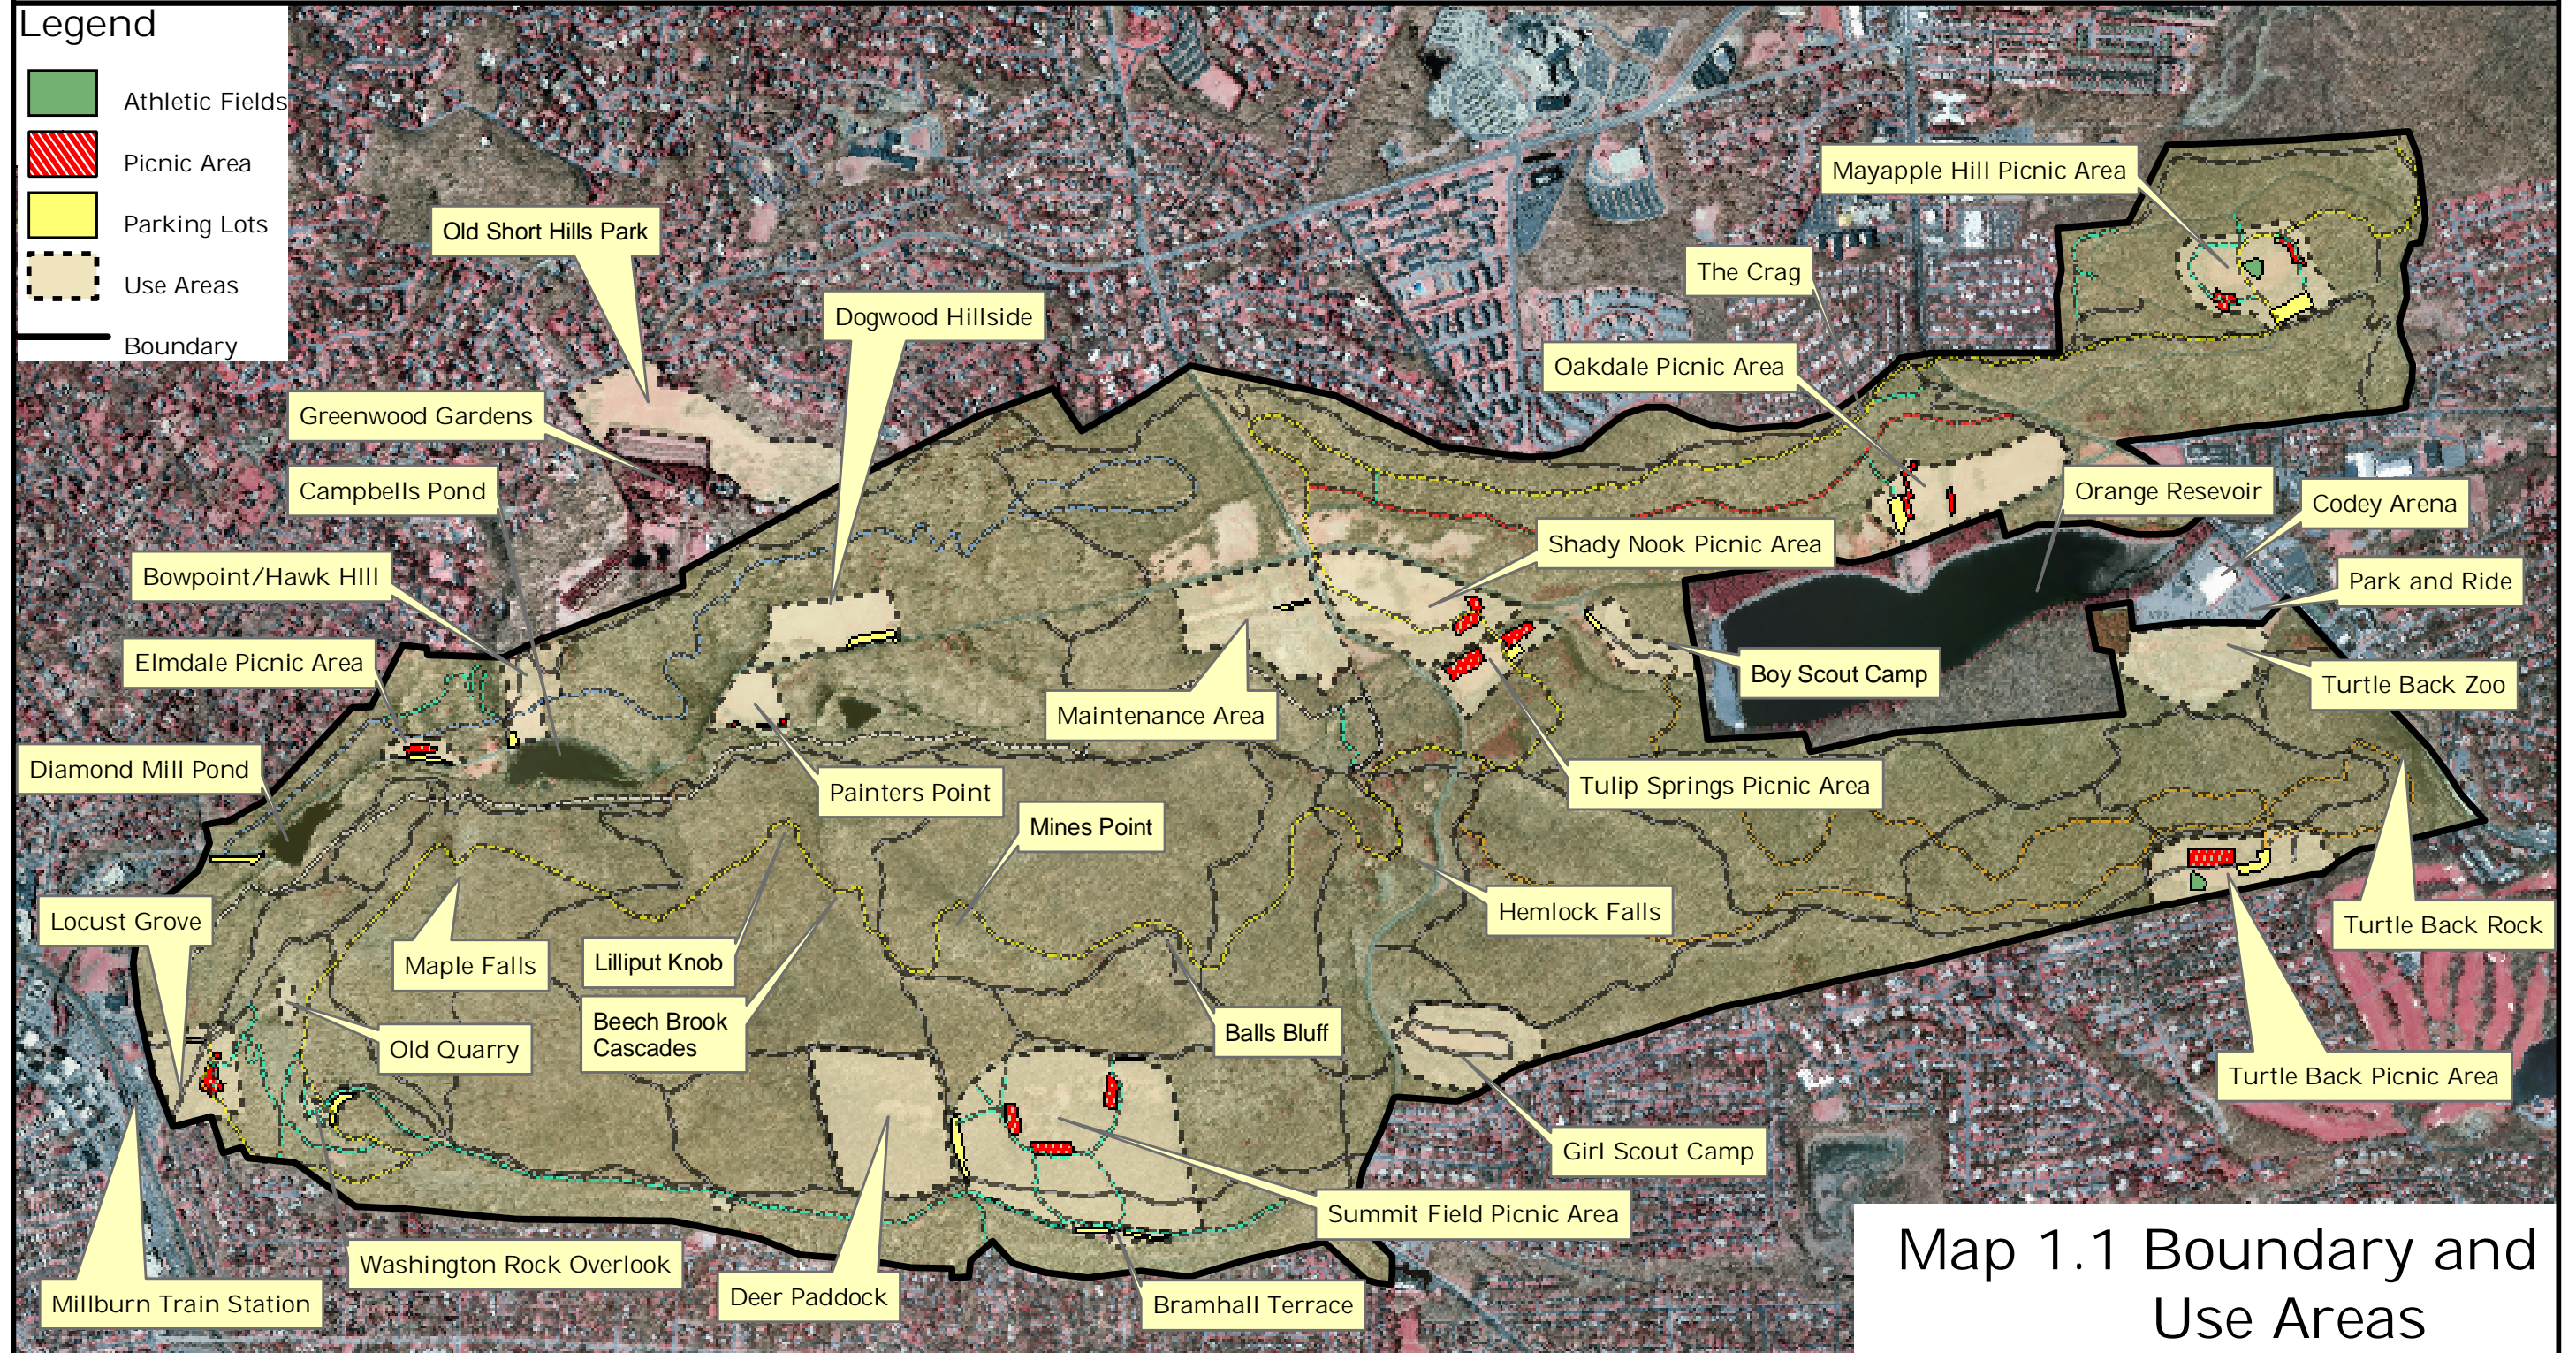 Legend
Athletic Fields
Picnic Area
Parking Lots
Use Areas
Boundary
Mayapple Hill Picnic Area
Old Short Hills Park
The Crag
Dogwood Hillside
Oakdale Picnic Area
Greenwood Gardens
Campbells Pond
Orange Resevoir
Codey Arena
Shady Nook Picnic Area
Bowpoint/Hawk HIll
Park and Ride
Elmdale Picnic Area
Boy Scout Camp
Turtle Back Zoo
Maintenance Area
Diamond Mill Pond
Painters Point
Tulip Springs Picnic Area
Mines Point
Locust Grove
Hemlock Falls
Turtle Back Rock
Maple Falls
Lilliput Knob
Beech Brook
Cascades
Balls Bluff
Old Quarry
Turtle Back Picnic Area
Girl Scout Camp
Summit Field Picnic Area
Washington Rock Overlook
Deer Paddock
Millburn Train Station
Bramhall Terrace
Map 1.1 Boundary and
Use Areas